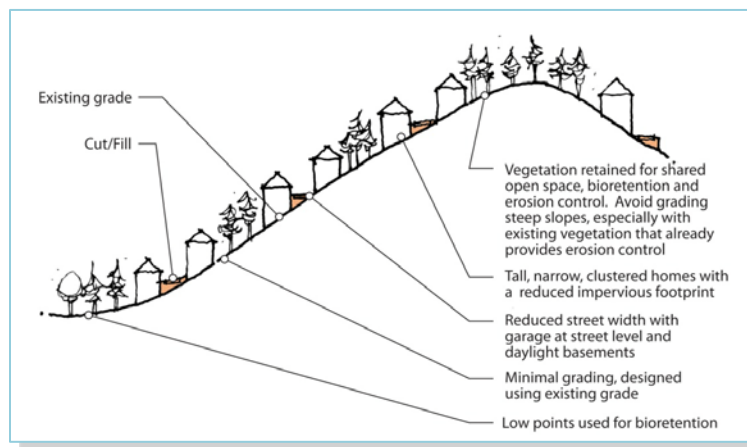 Existing grade
Cut/Fill
Vegetation retained for shared
open space, bioretention and
erosion control.  Avoid grading
steep slopes, especially with
existing vegetation that already
provides erosion control
Tall, narrow, clustered homes with
a reduced impervious footprint
Reduced street width with
garage at street level and
daylight basements
Minimal grading, designed
using existing grade
Low points used for bioretention